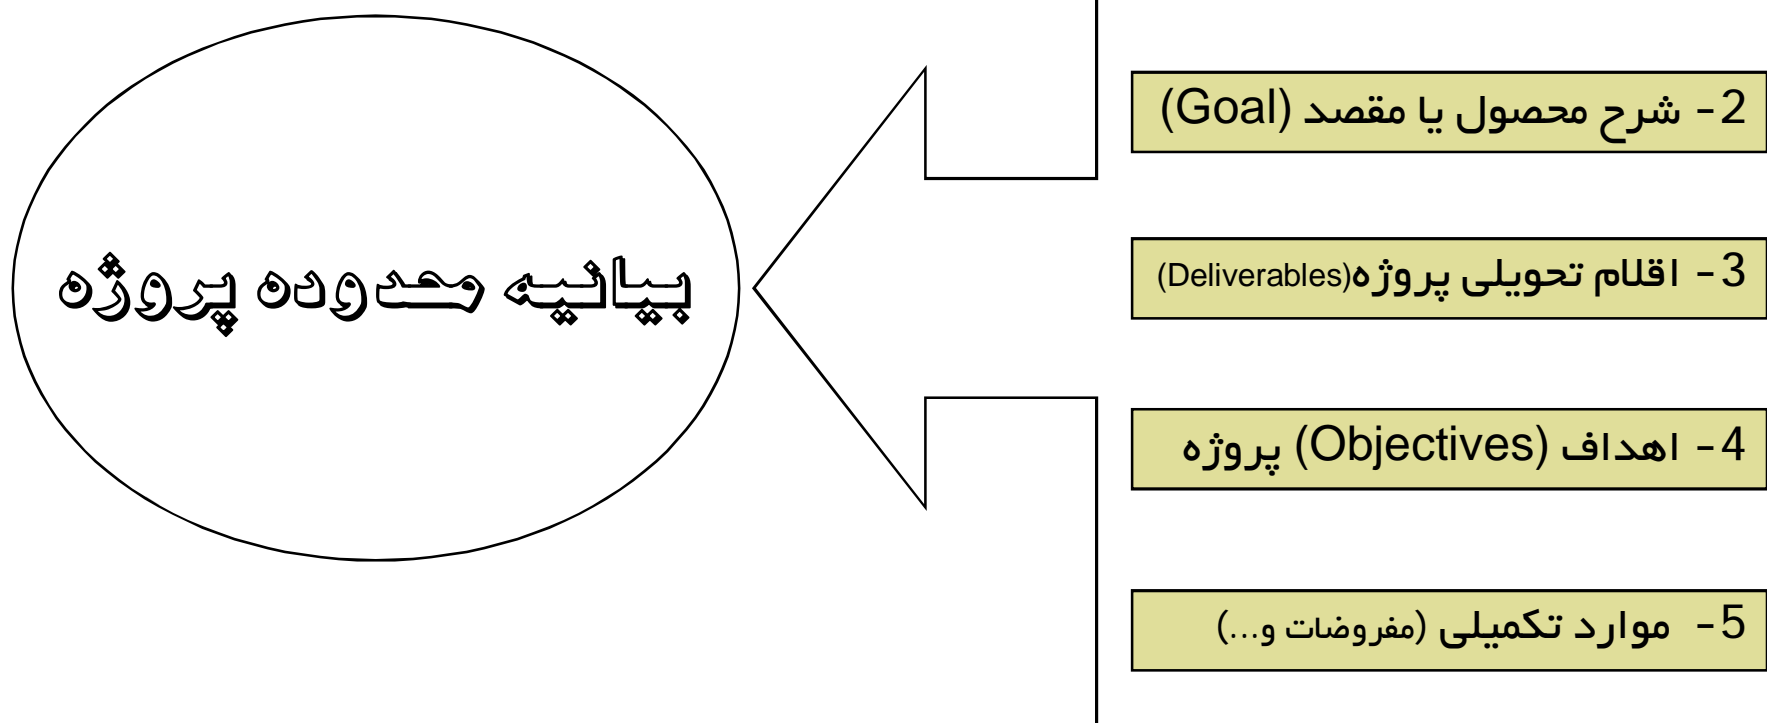 2- شرح محصول یا مقصد (Goal)
بیانیه محدوده پروژه
3- اقلام تحویلی پروژه(Deliverables)
4- اهداف (Objectives) پروژه
5- موارد تکمیلی (مفروضات و...)